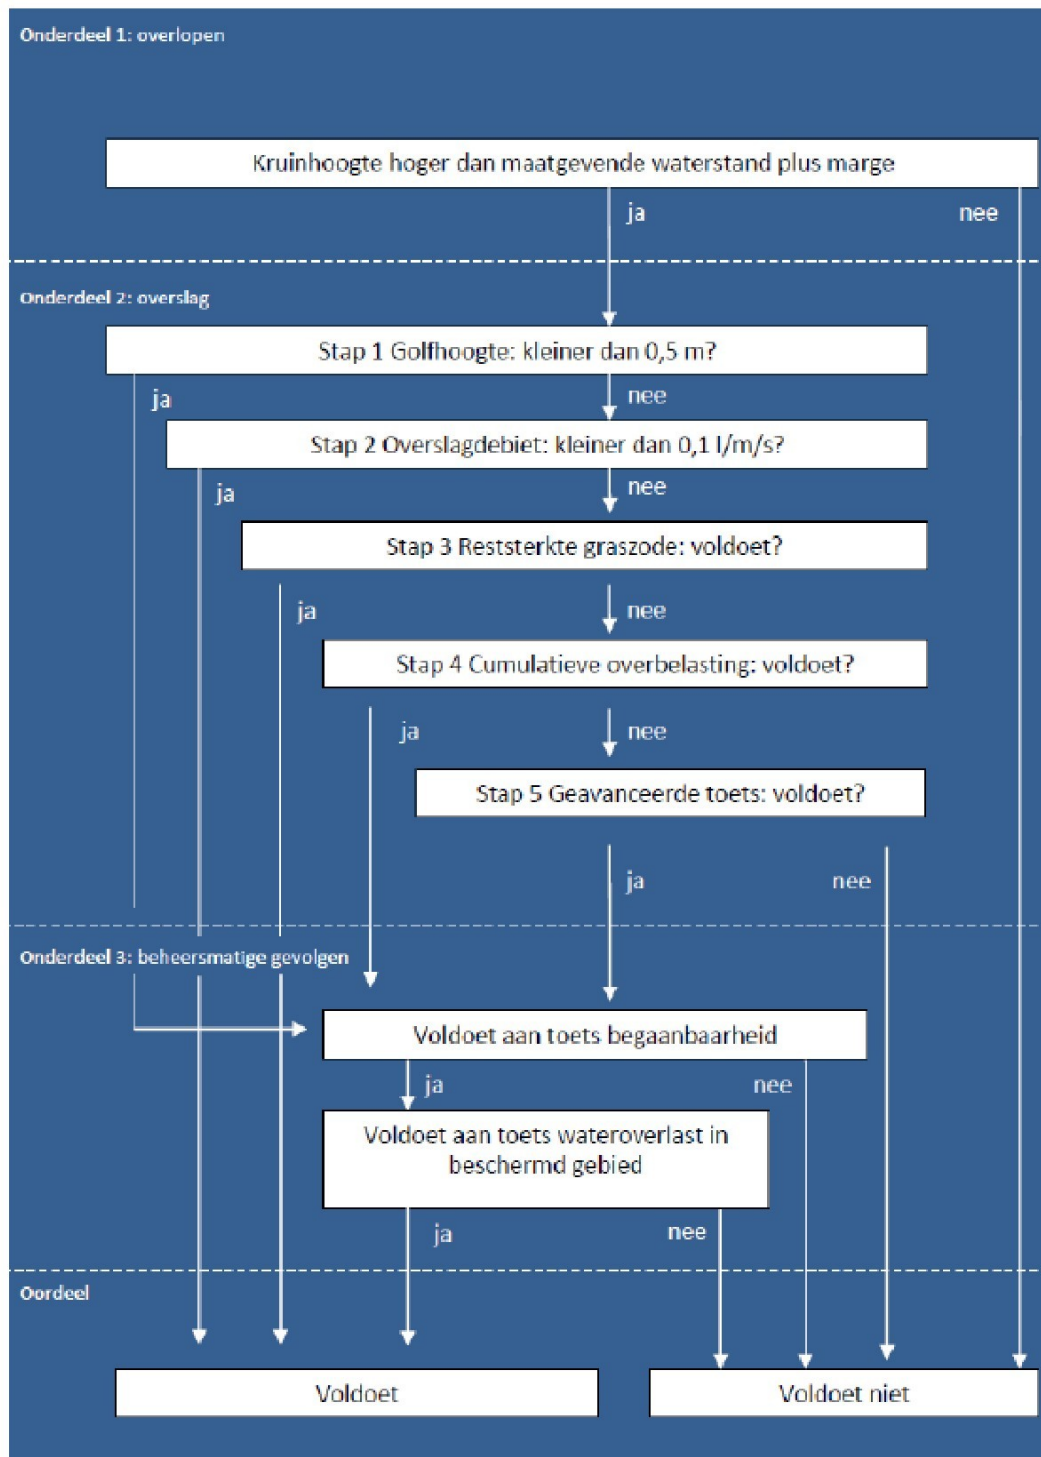 Onderdeel 1: overlopen
Kruinhoogte hoger dan maatgevende waterstand plus marge
ja
nee
Onderdeel 2: overslag
Stap 1 Golfhoogte: kleiner dan 0,5 m?
ja
nee
Stap 2 Overslagdebiet: kleiner dan 0,1 l/m/s?
ja
nee
Stap 3 Reststerkte graszode: voldoet?
ja
nee
Stap 4 Cumulatieve overbelasting: voldoet?
ja
nee
Stap 5 Geavanceerde toets: voldoet?
ja
nee
Onderdeel 3: beheersmatige gevolgen
Voldoet aan toets begaanbaarheid
ja
nee
Voldoet aan toets wateroverlast in
beschermd gebied
ja
nee
Oordeel
Voldoet
Voldoet niet